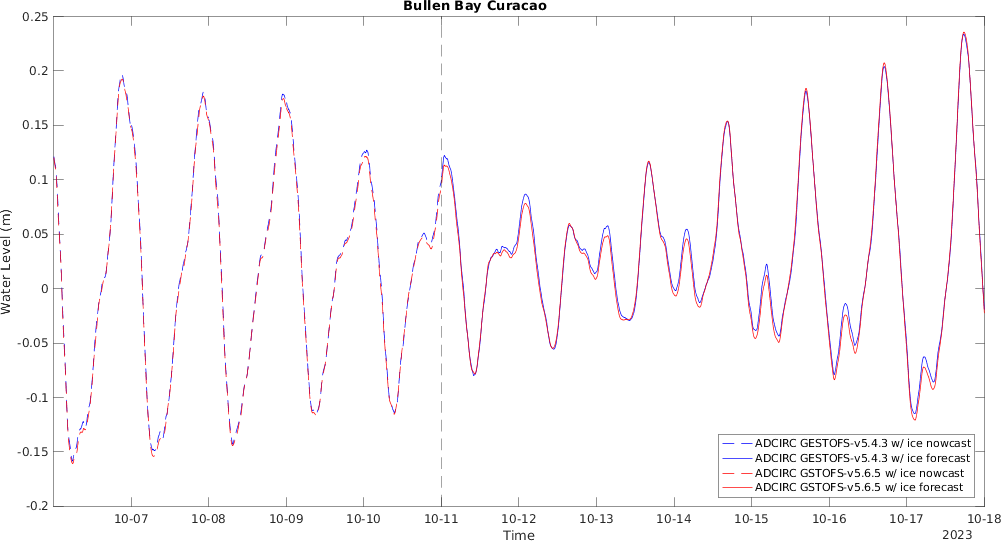 Bullen Bay Curacao
0.25
0.2
0.15
0.1
0.05
0
-0.05
-0.1
-0.15
-0.2
Water Level (m)
ADCIRC GESTOFS-v5.4.3 w/ ice nowcast
ADCIRC GESTOFS-v5.4.3 w/ ice forecast
ADCIRC GSTOFS-v5.6.5 w/ ice nowcast
ADCIRC GSTOFS-v5.6.5 w/ ice forecast
10-07 10-08 10-09 10-10 10-11 10-12 10-13 10-14 10-15 10-16 10-17 10-18
Time
2023